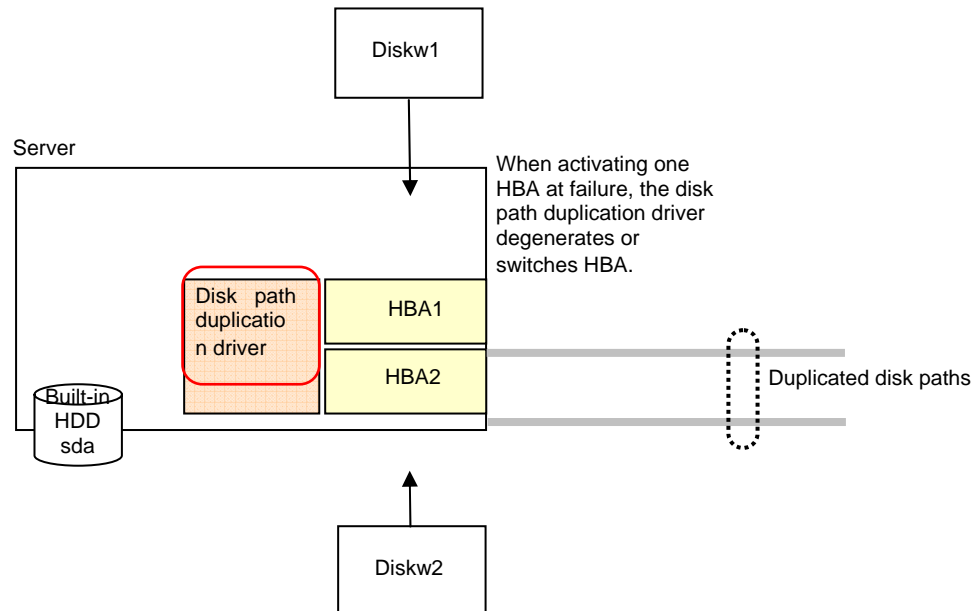 Diskw1
Server
When activating one
HBA at failure, the disk
path duplication driver
degenerates or
switches HBA.
Disk path
duplicatio
n driver
HBA1
HBA2
Duplicated disk paths
Built-in
HDD
sda
Diskw2